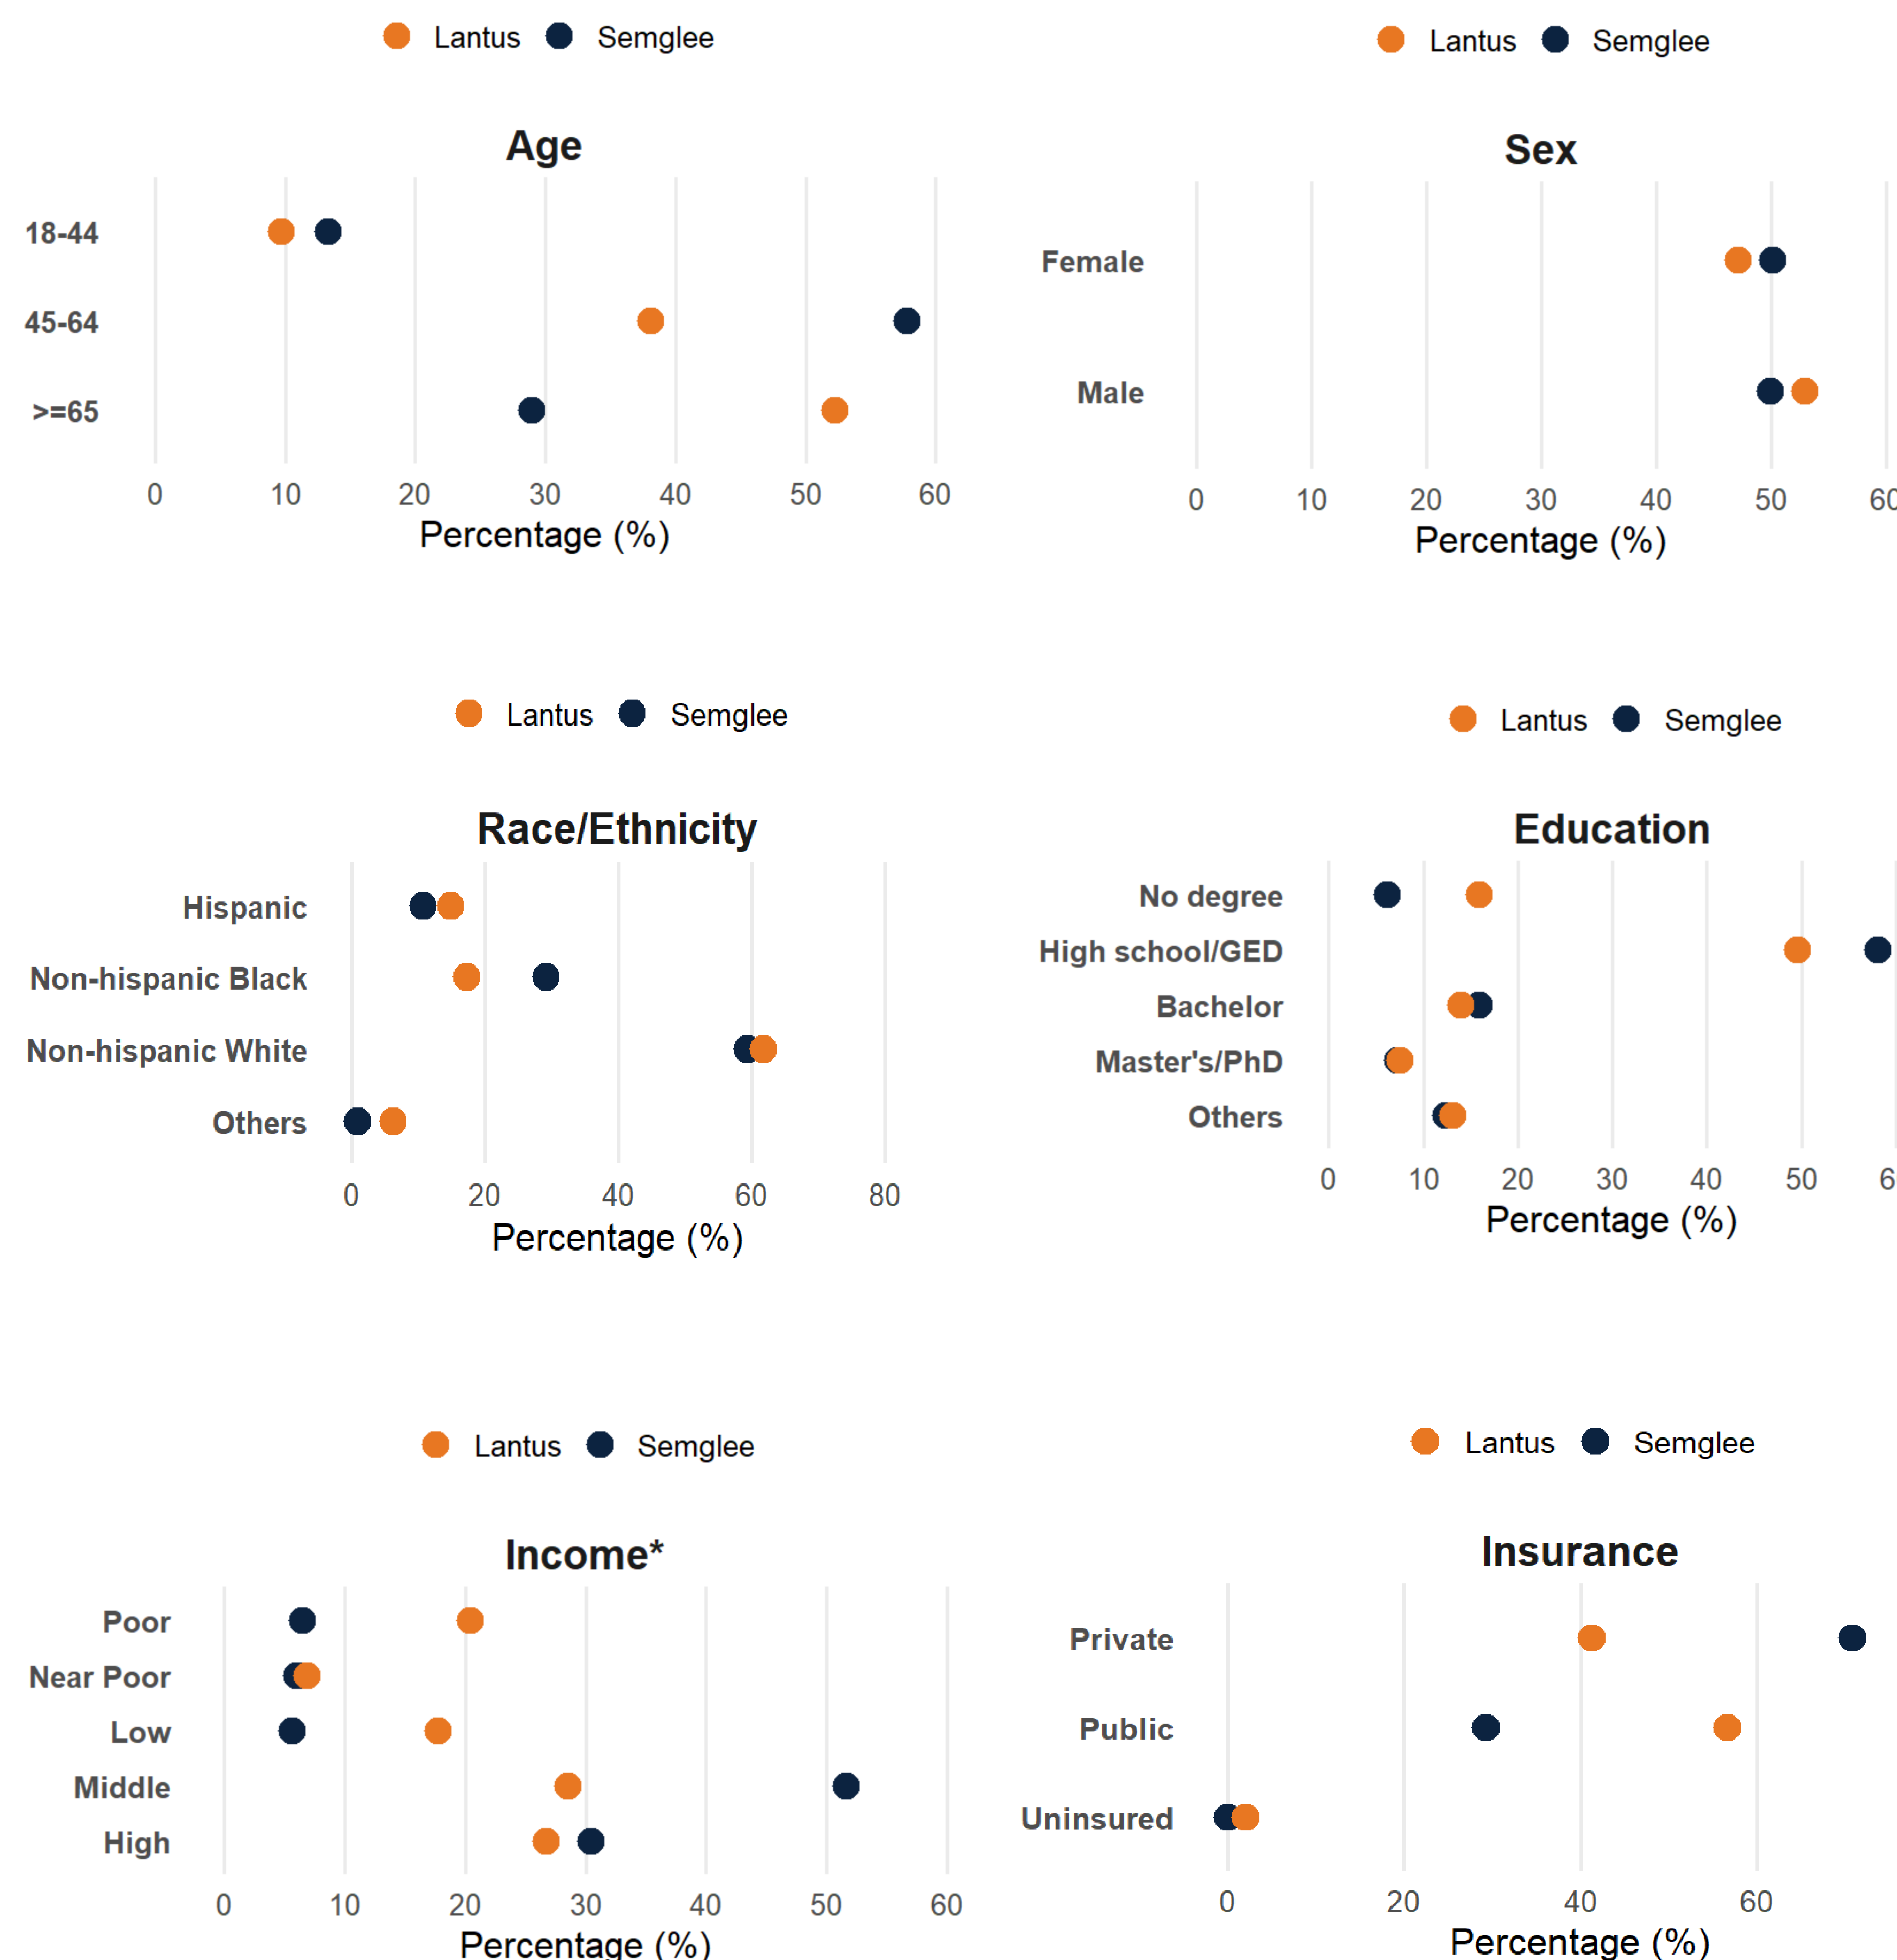 Lantus Semglee
Age
18-44
45-64
>=65
0 10 20 30 40 50 60
Percentage (%)
Lantus Semglee
Sex
Female
Male
0 10 20 30 40 50 60
Percentage (%)
Lantus Semglee
Race/Ethnicity
Hispanic
Non-hispanic Black
Non-hispanic White
Others
0 20 40 60 80
Percentage (%)
Lantus Semglee
Education
No degree
High school/GED
Bachelor
Master's/PhD
Others
0 10 20 30 40 50
Percentage (%)
Lantus Semglee
Income*
Poor
Near Poor
Low
Middle
High
0 10 20 30 40 50 60
Percentage (%)
Lantus Semglee
Insurance
Private
Public
Uninsured
0 20 40 60
Percentage (%)